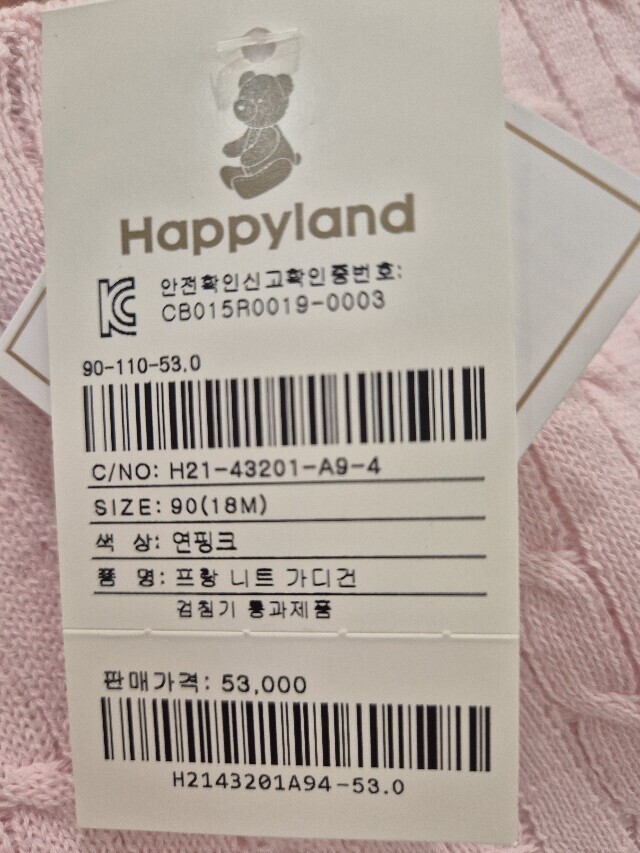 Happyland
안전확인신고확인증번호:
CB015R0019-0003
90-110-53.0
C/NO: H21-43201-A9-4
SIZE: 90(18M)
색 상: 연핑크
품 명: 프랑 니트 가디건
검침기 통과제품
판매가격: 53,000
H2143201A94-53.0